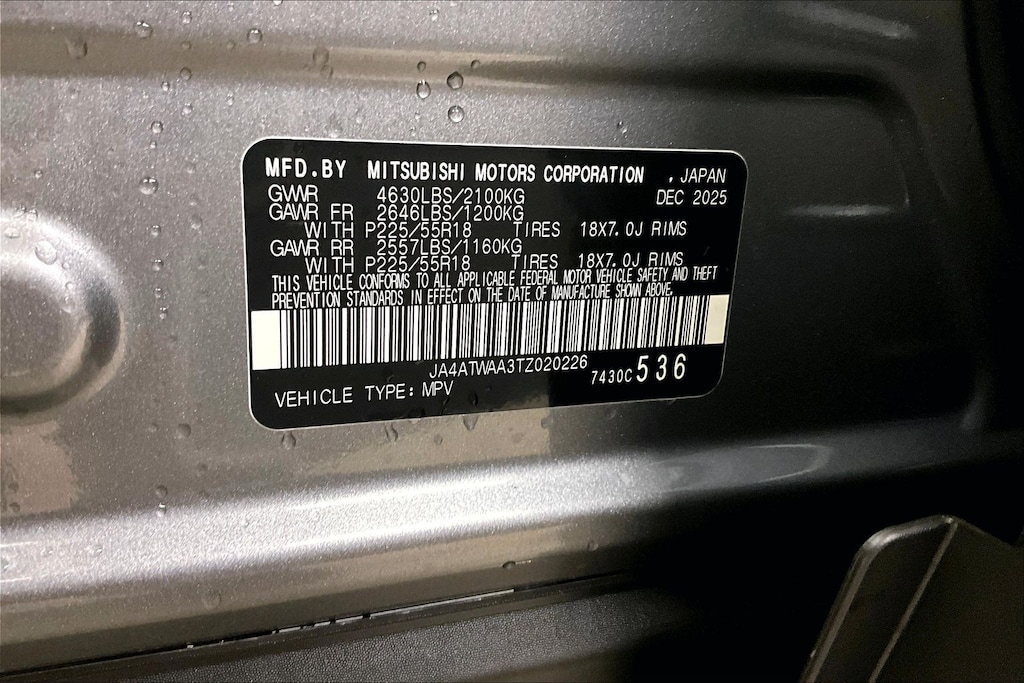 MFD.BY MITSUBISHI MOTORS CORPORATION , JAPAN
GVWR 4630LBS/2100KG DEC 2025
GAWR FR 2646LBS/1200KG
WITH P225/55R18 TIRES 18X7.0J RIMS
GAWR RR 2557LBS/1160KG
WITH P225/55R18 TIRES 18X7.0J RIMS
THIS VEHICLE CONFORMS TO ALL APPLICABLE FEDERAL MOTOR VEHICLE SAFETY AND THEFT
PREVENTION STANDARDS IN EFFECT ON THE DATE OF MANUFACTURE SHOWN ABOVE.
JA4ATWAA3TZ020226
VEHICLE TYPE: MPV 7430C 536